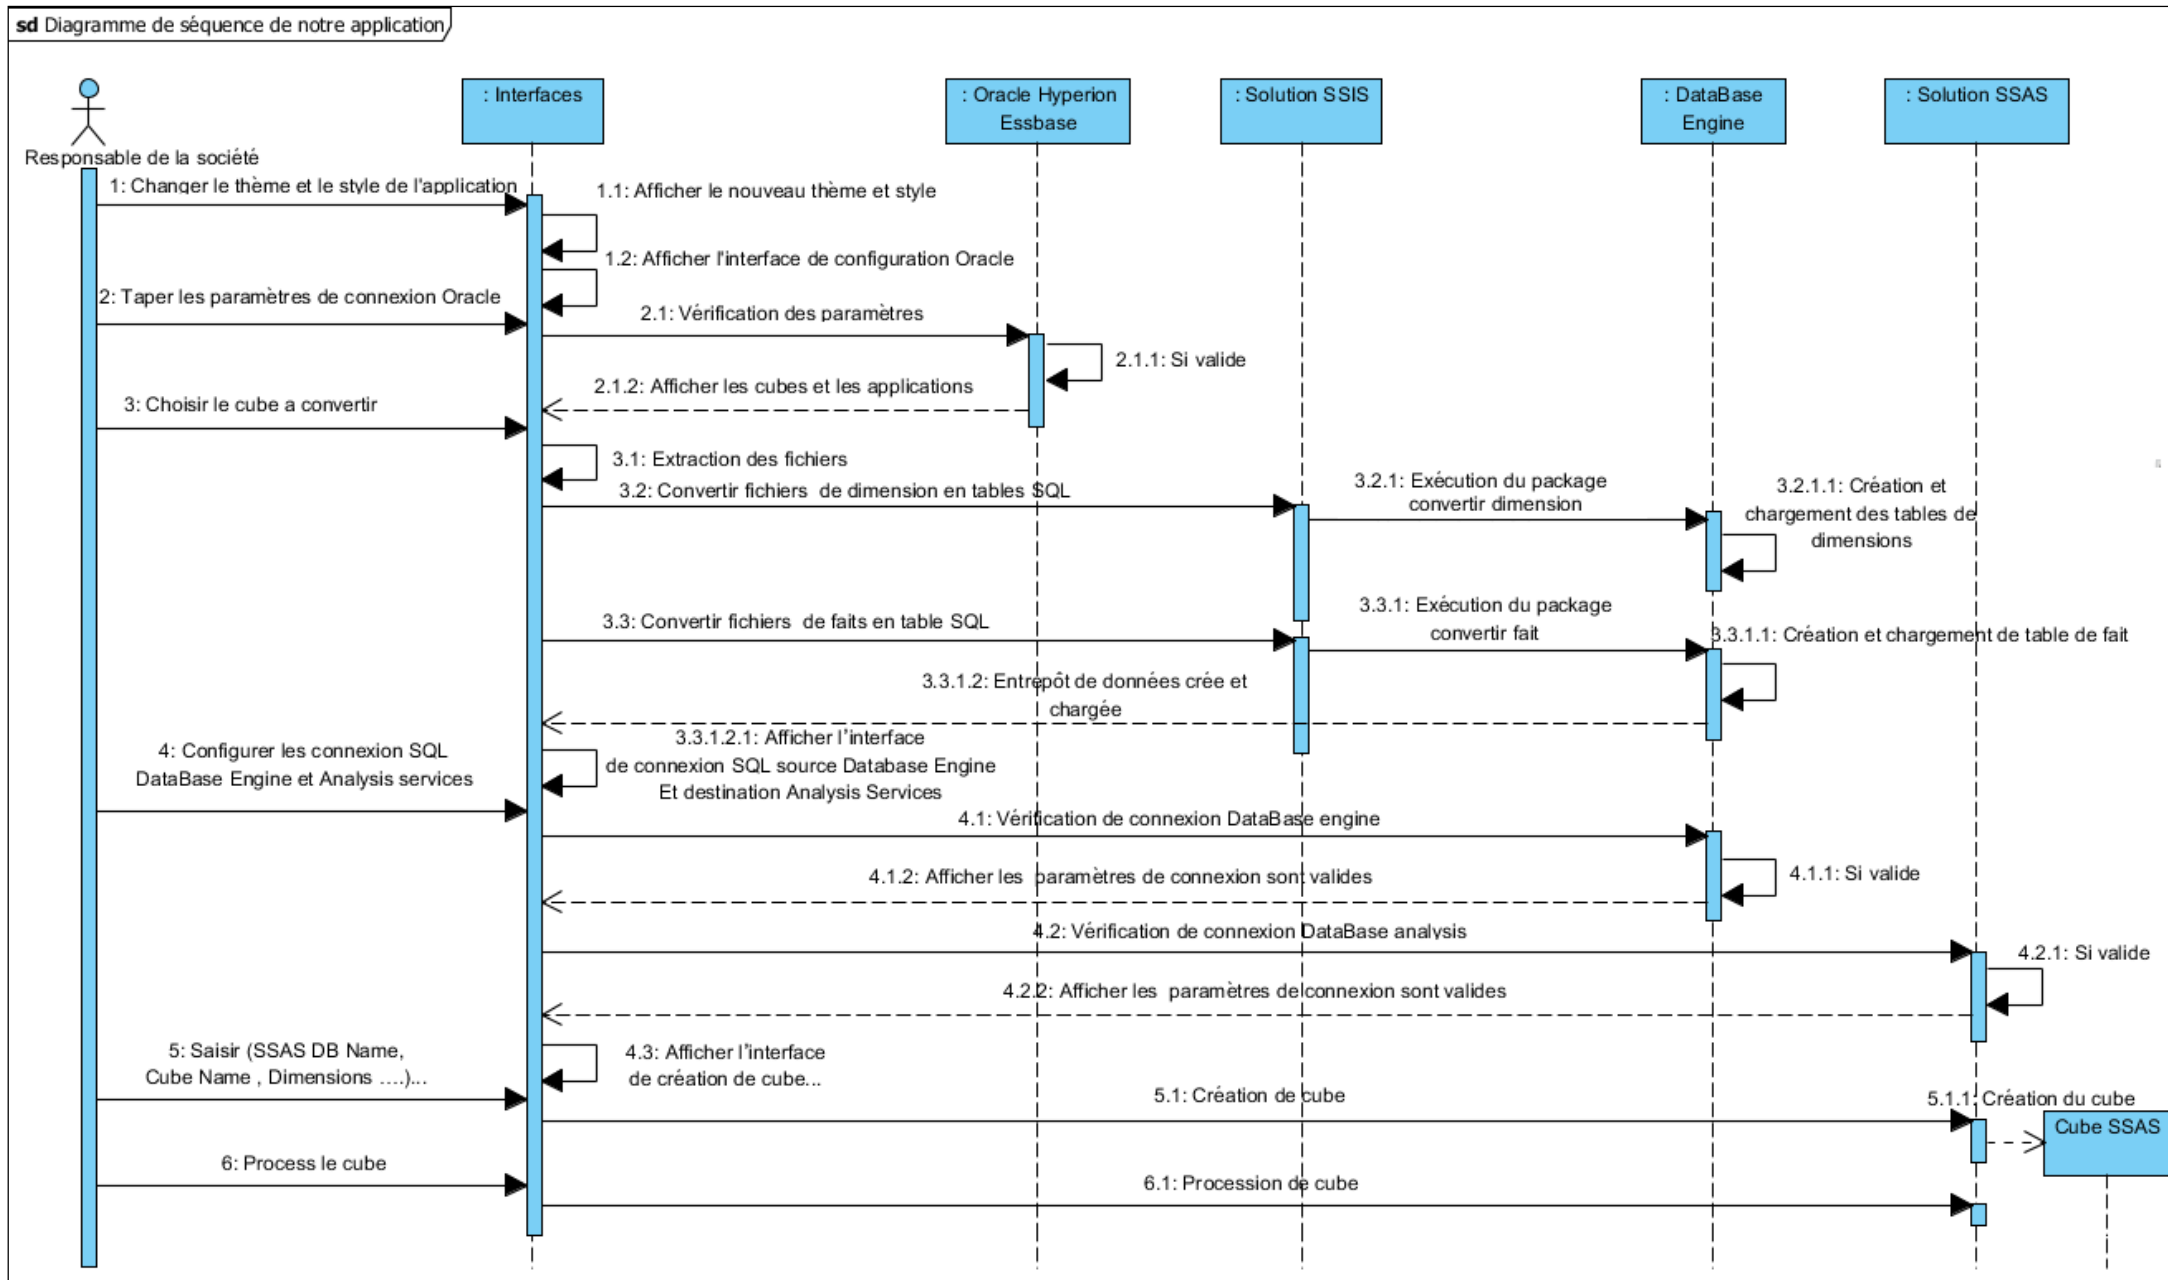 sd Diagramme de séquence de notre application
: Interfaces
: Oracle Hyperion
Essbase
: Solution SSIS
: DataBase
Engine
: Solution SSAS
Responsable de la société
1: Changer le thème et le style de l'application
1.1: Afficher le nouveau thème et style
1.2: Afficher l'interface de configuration Oracle
2: Taper les paramètres de connexion Oracle
2.1: Vérification des paramètres
2.1.1: Si valide
2.1.2: Afficher les cubes et les applications
3: Choisir le cube a convertir
3.1: Extraction des fichiers
3.2: Convertir fichiers de dimension en tables SQL
3.2.1: Exécution du package
convertir dimension
3.2.1.1: Création et
chargement des tables de
dimensions
3.3: Convertir fichiers de faits en table SQL
3.3.1: Exécution du package
convertir fait
3.3.1.1: Création et chargement de table de fait
3.3.1.2: Entrepôt de données crée et
chargée
3.3.1.2.1: Afficher l'interface
de connexion SQL source Database Engine
Et destination Analysis Services
4: Configurer les connexion SQL
DataBase Engine et Analysis services
4.1: Vérification de connexion DataBase engine
4.1.1: Si valide
4.1.2: Afficher les paramètres de connexion sont valides
4.2: Vérification de connexion DataBase analysis
4.2.1: Si valide
4.2.2: Afficher les paramètres de connexion sont valides
4.3: Afficher l'interface
de création de cube...
5: Saisir (SSAS DB Name,
Cube Name , Dimensions ....)...
5.1: Création de cube
5.1.1: Création du cube
Cube SSAS
6: Process le cube
6.1: Procession de cube